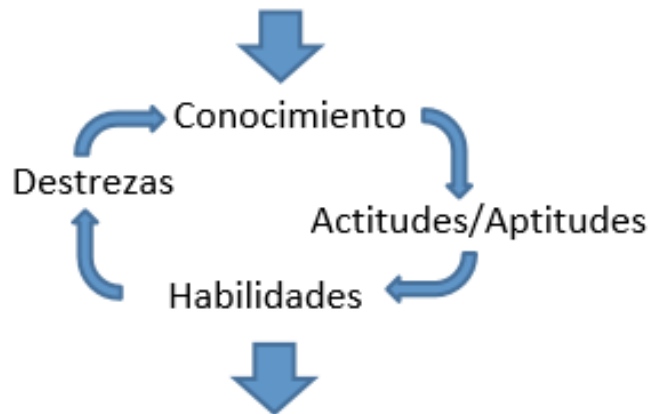 Conocimiento
Destrezas
Actitudes/Aptitudes
Habilidades